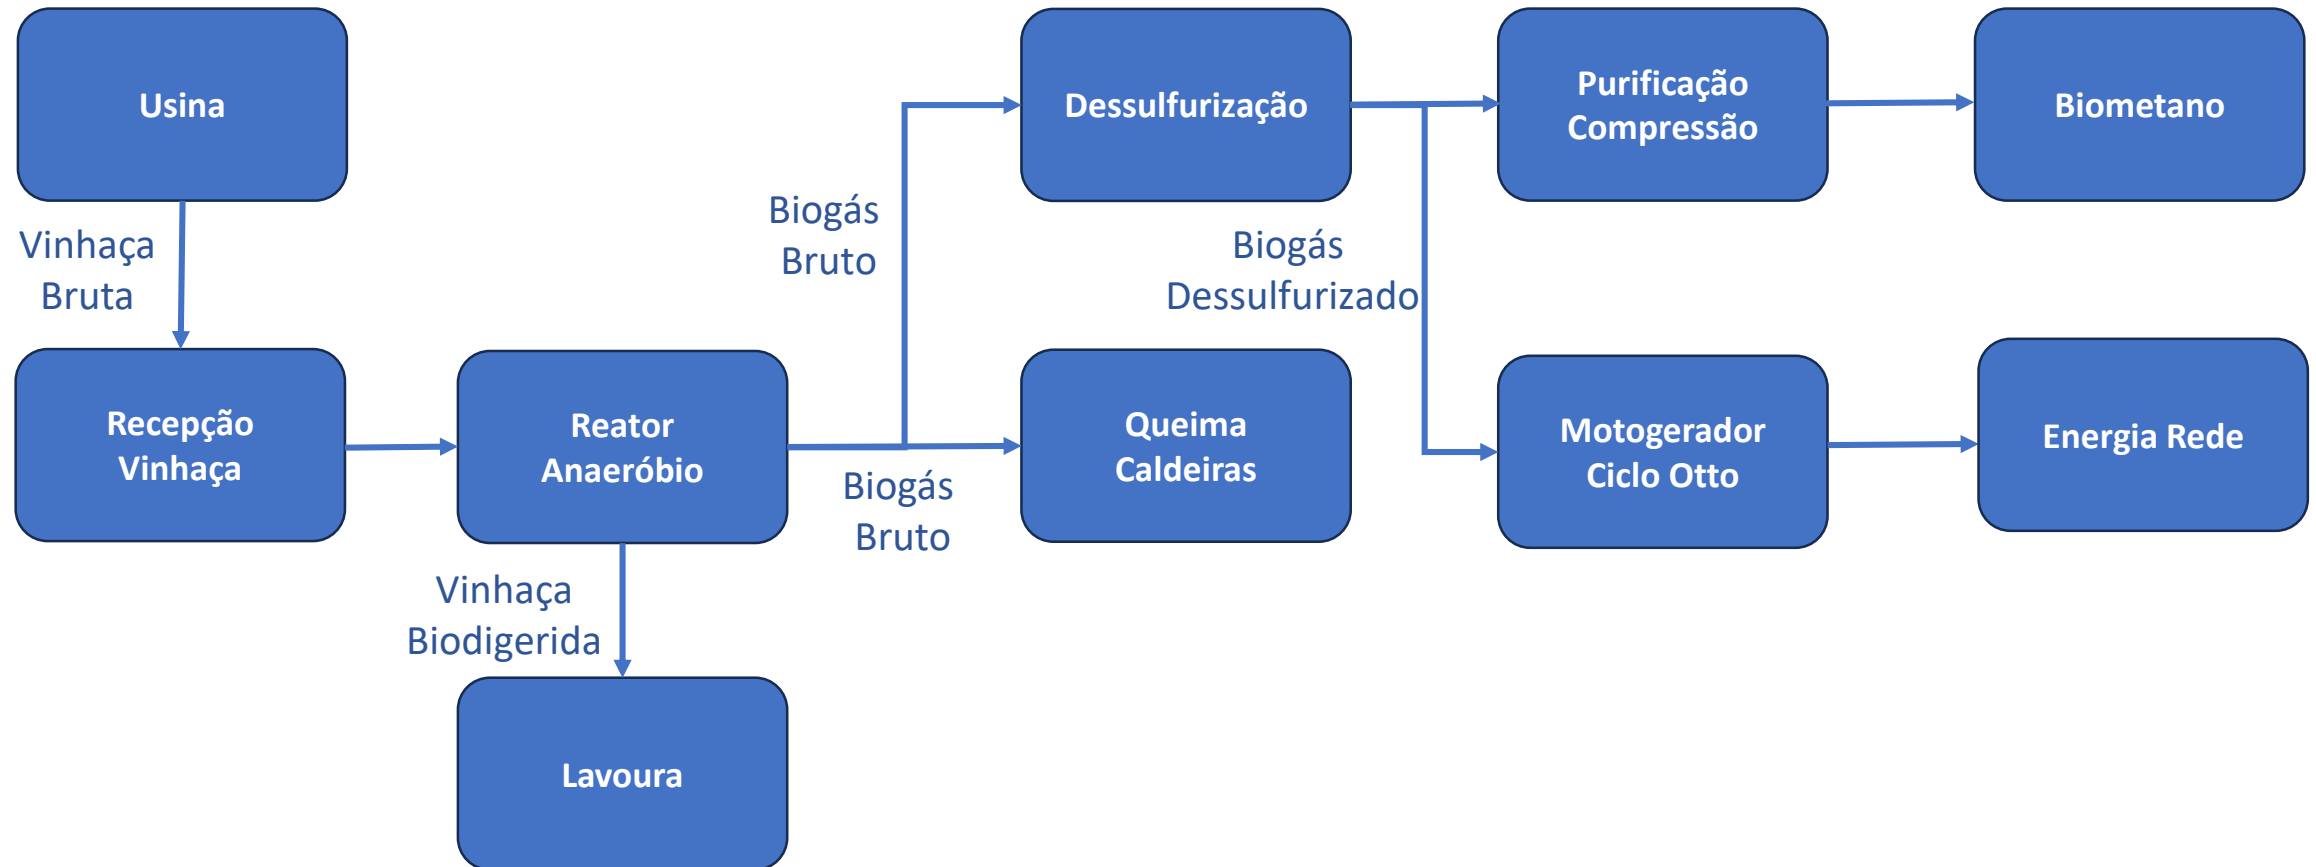 Usina
Dessulfurização
Purificação
Compressão
Biometano
Vinhaça
Bruta
Biogás
Bruto
Biogás
Dessulfurizado
Recepção
Vinhaça
Reator
Anaeróbio
Biogás
Bruto
Queima
Caldeiras
Motogerador
Ciclo Otto
Energia Rede
Vinhaça
Biodigerida
Lavoura